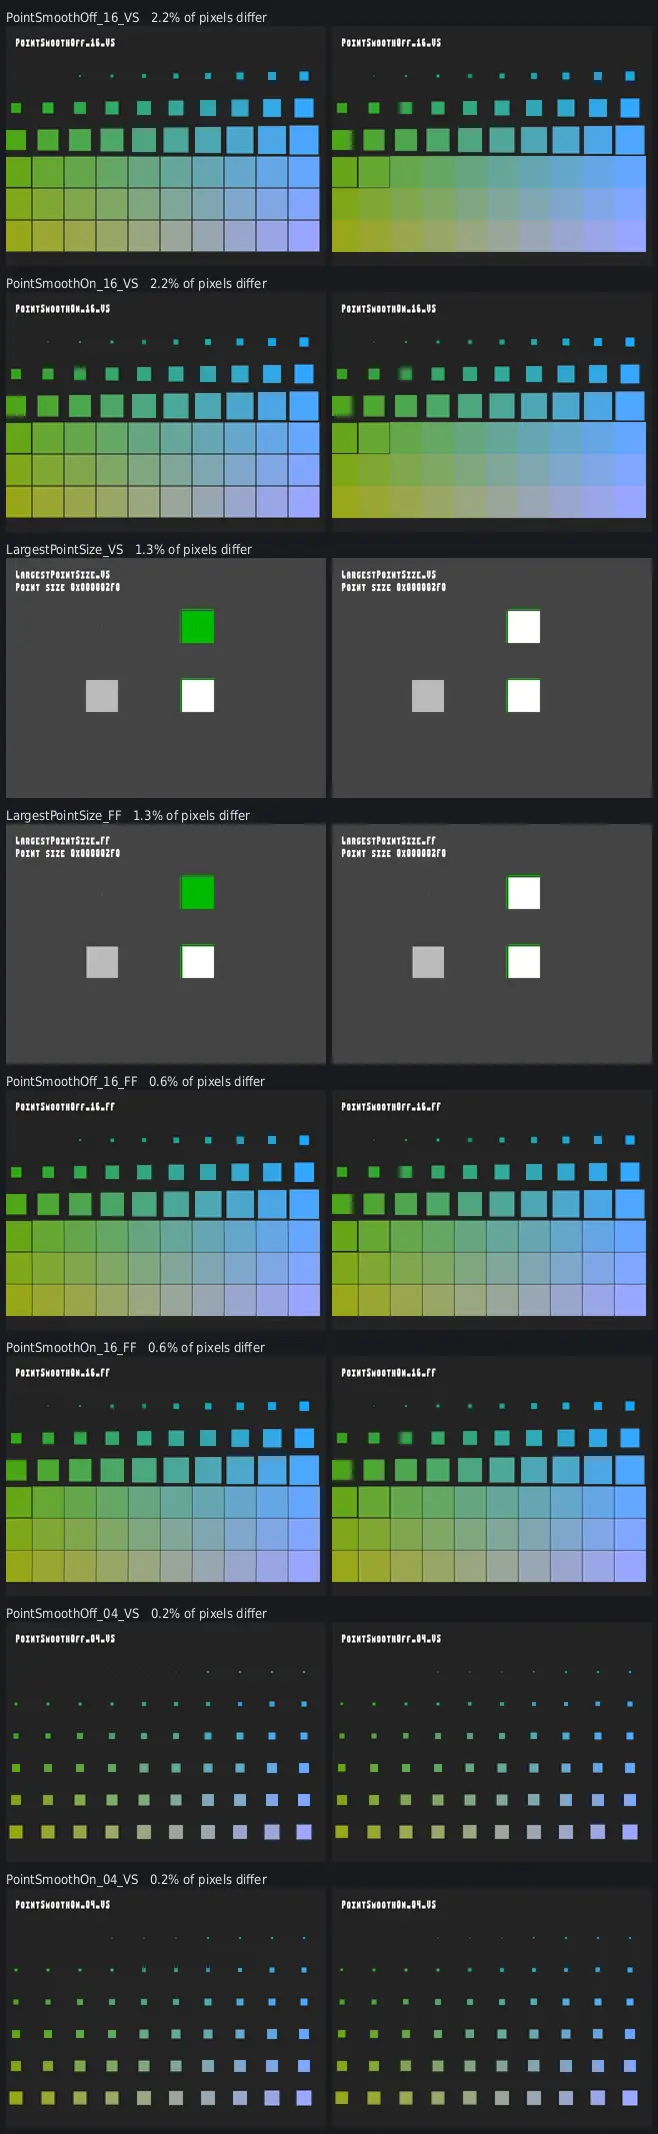 PointSmoothOff_16_VS 2.2% of pixels differ
PointSmoothOff_16_VS
PointSmoothOff_16_VS
PointSmoothOn_16_VS 2.2% of pixels differ
PointSmoothOn_16_VS
PointSmoothOn_16_VS
LargestPointSize_VS 1.3% of pixels differ
LargestPointSize_VS
Point size 0x000002F0
LargestPointSize_VS
Point size 0x000002F0
LargestPointSize_FF 1.3% of pixels differ
LargestPointSize_FF
Point size 0x000002F0
LargestPointSize_FF
Point size 0x000002F0
PointSmoothOff_16_FF 0.6% of pixels differ
PointSmoothOff_16_FF
PointSmoothOff_16_FF
PointSmoothOn_16_FF 0.6% of pixels differ
PointSmoothOn_16_FF
PointSmoothOn_16_FF
PointSmoothOff_04_VS 0.2% of pixels differ
PointSmoothOff_04_VS
PointSmoothOff_04_VS
PointSmoothOn_04_VS 0.2% of pixels differ
PointSmoothOn_04_VS
PointSmoothOn_04_VS